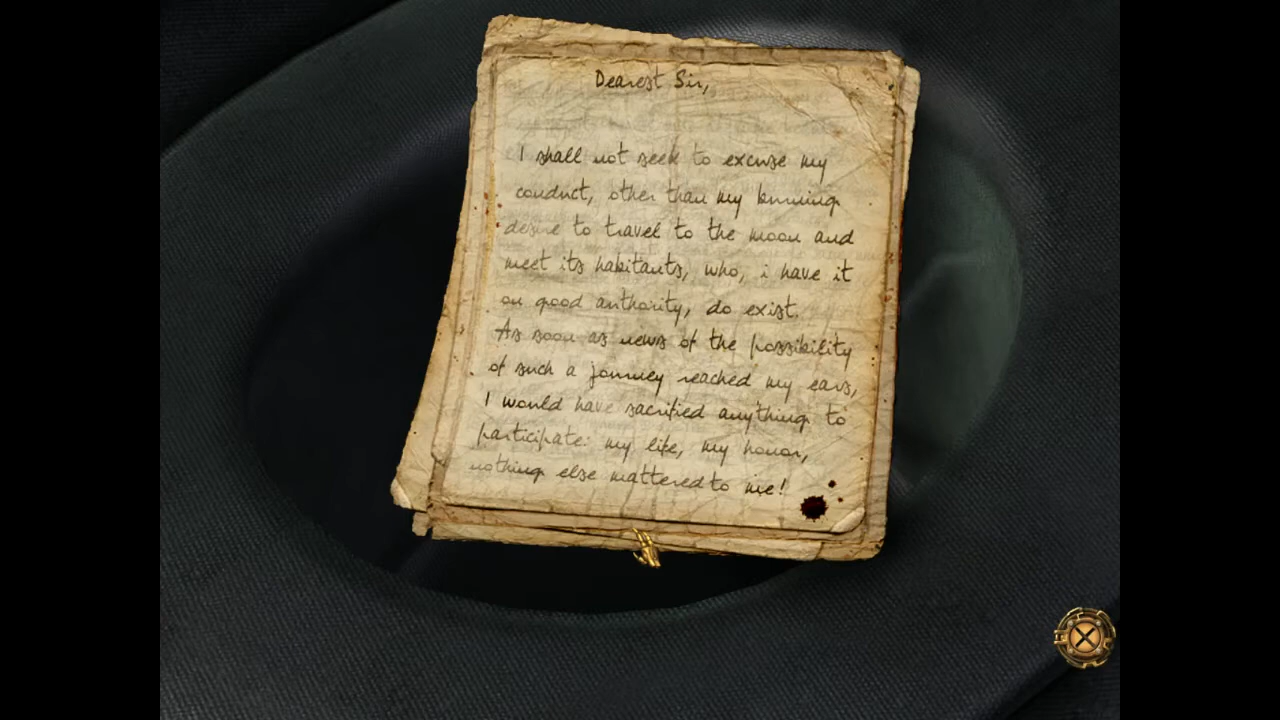 Dearest Sir,
I shall not seek to excuse my
conduct, other than my burning
desire to travel to the moon and
meet its habitants, who, i have it
on good authority, do exist.
As soon as news of the possibility
of such a journey reached my ears,
I would have sacrified anything to
participate: my life, my honor,
nothing else mattered to me!